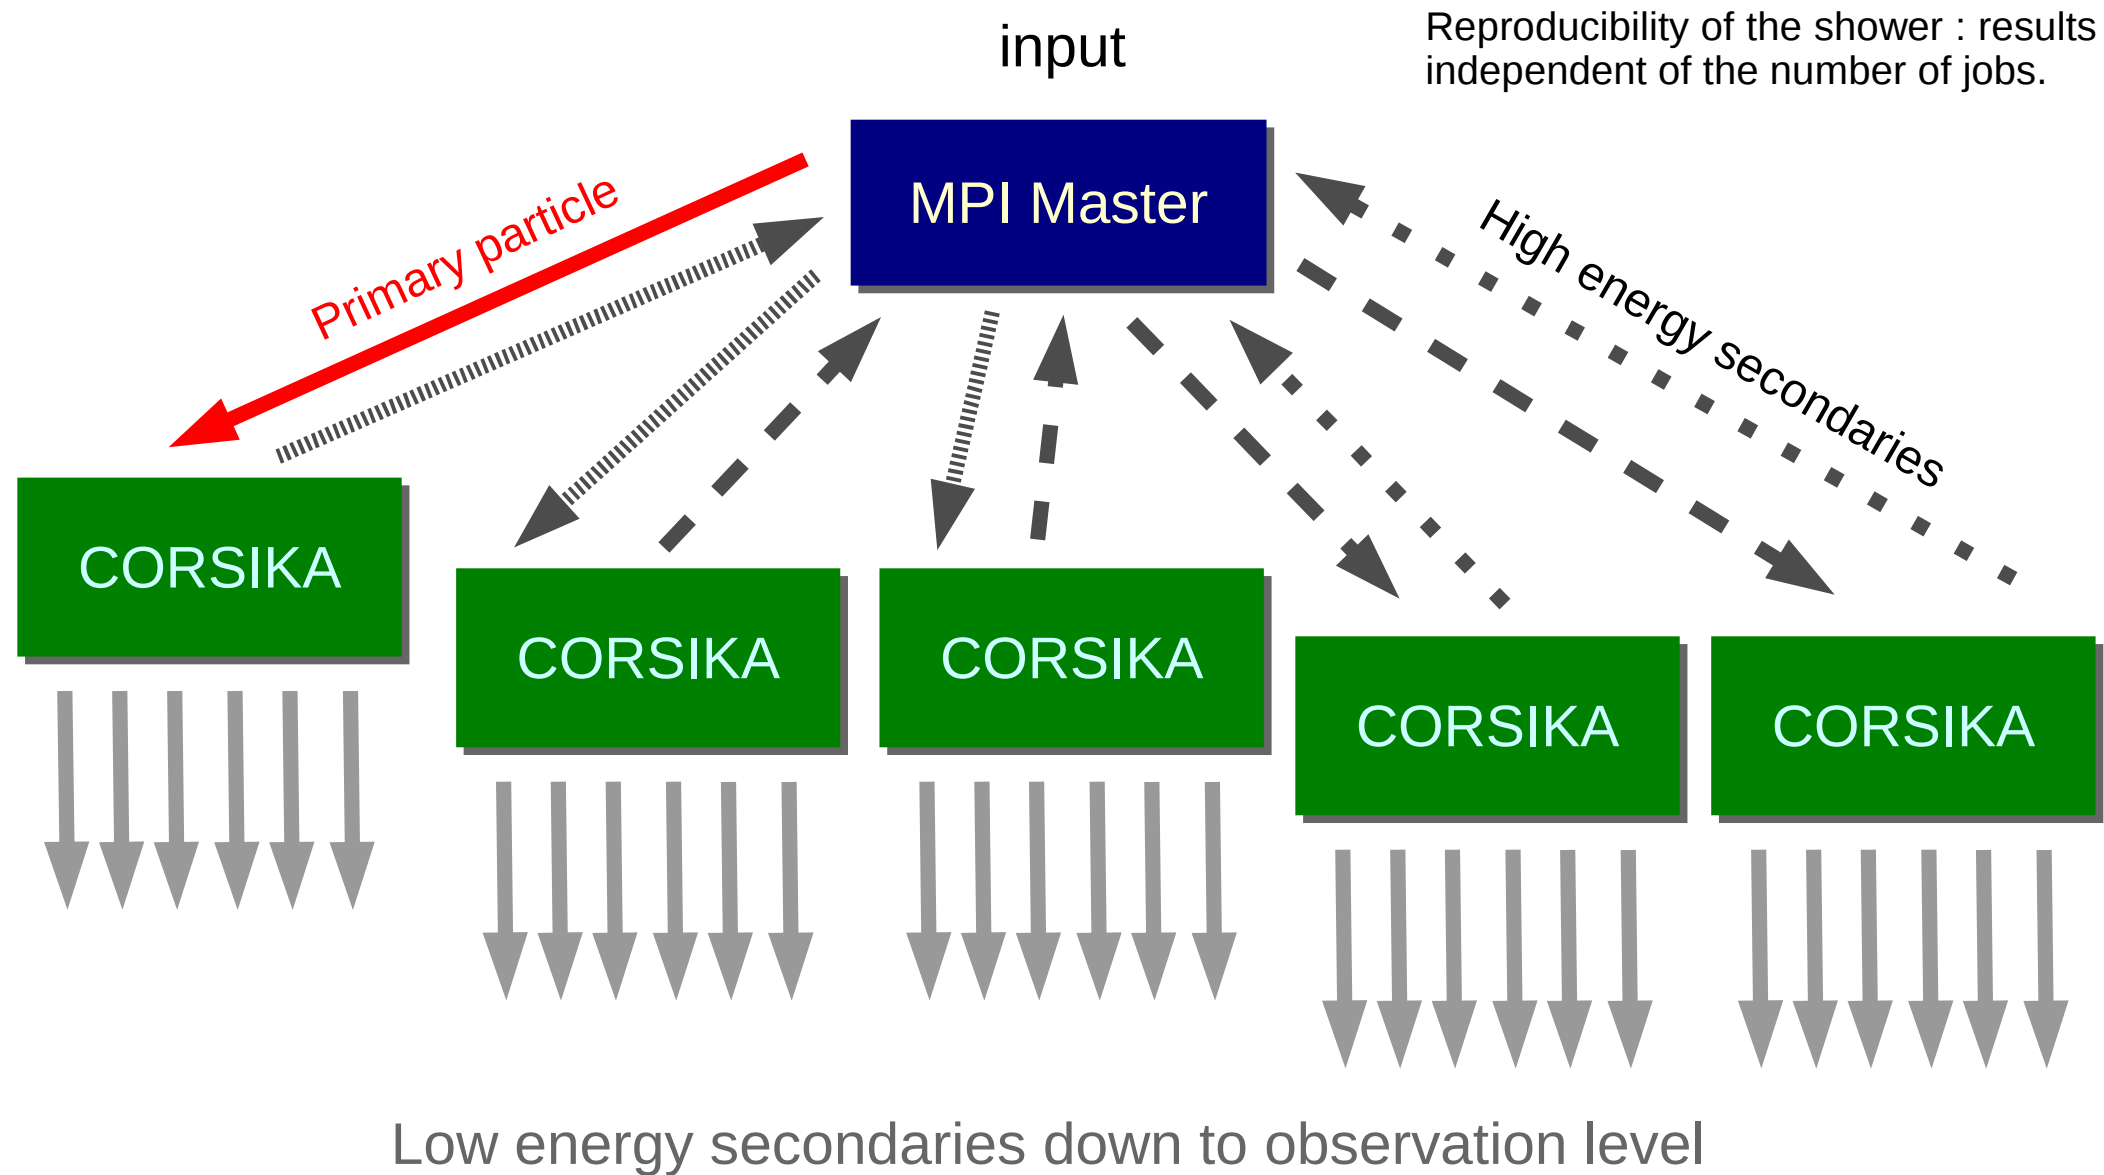 input
Reproducibility of the shower : results
independent of the number of jobs.
MPI Master
Primary particle
High energy secondaries
CORSIKA
CORSIKA
CORSIKA
CORSIKA
CORSIKA
Low energy secondaries down to observation level